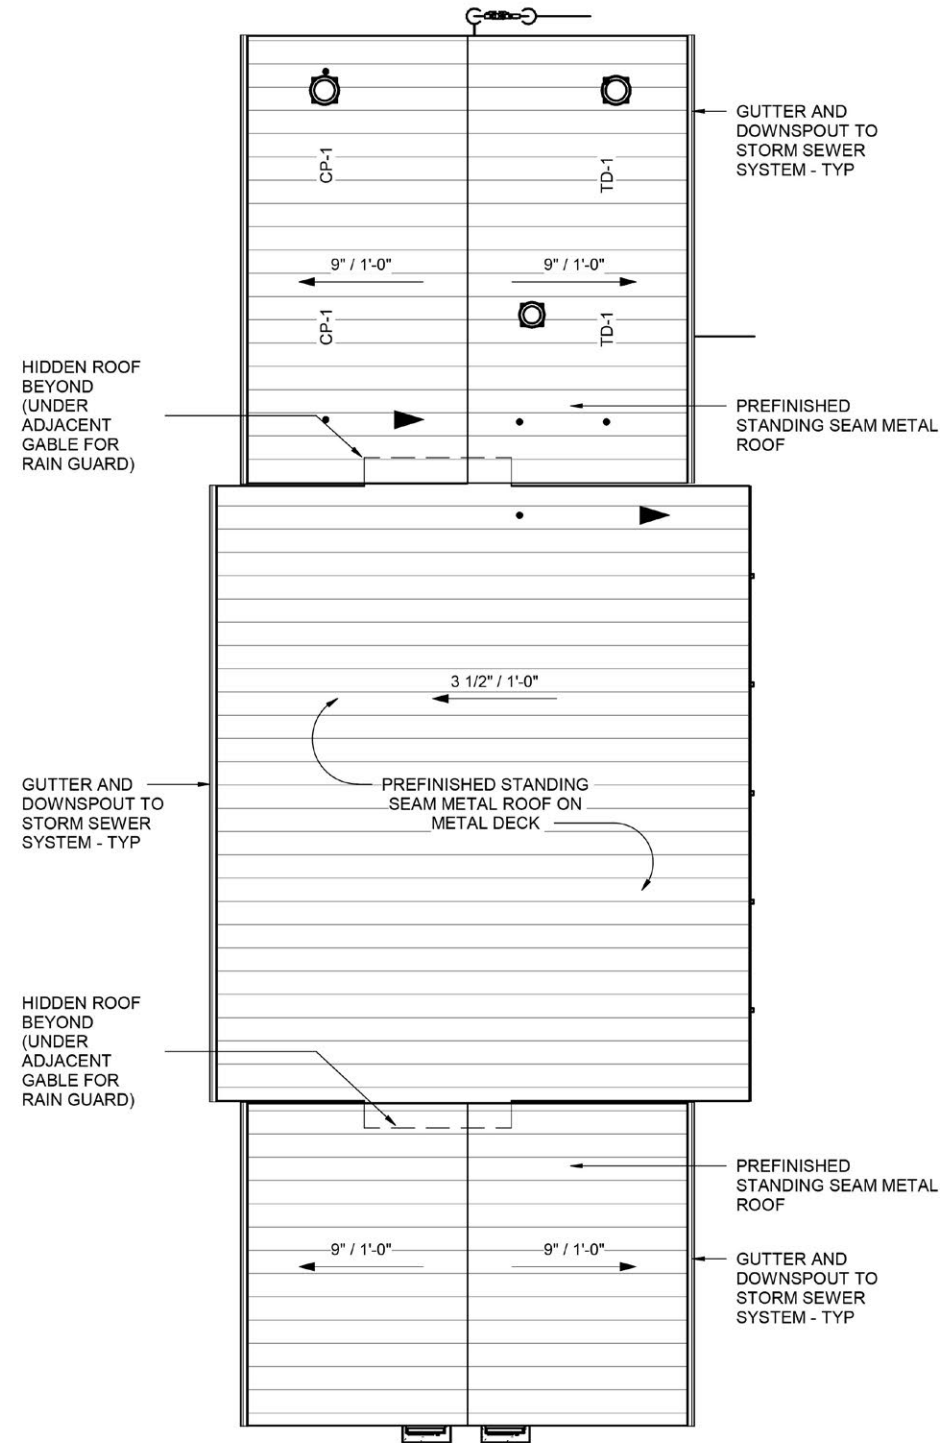 GUTTER AND
DOWNSPOUT TO
STORM SEWER
SYSTEM - TYP
CP-1
TD-1
9" / 1'-0"
9" / 1'-0"
CP-1
TD-1
HIDDEN ROOF
BEYOND
(UNDER
ADJACENT
GABLE FOR
RAIN GUARD)
PREFINISHED
STANDING SEAM METAL
ROOF
3 1/2" / 1'-0"
GUTTER AND
DOWNSPOUT TO
STORM SEWER
SYSTEM - TYP
PREFINISHED STANDING
SEAM METAL ROOF ON
METAL DECK
HIDDEN ROOF
BEYOND
(UNDER
ADJACENT
GABLE FOR
RAIN GUARD)
PREFINISHED
STANDING SEAM METAL
ROOF
9" / 1'-0"
9" / 1'-0"
GUTTER AND
DOWNSPOUT TO
STORM SEWER
SYSTEM - TYP